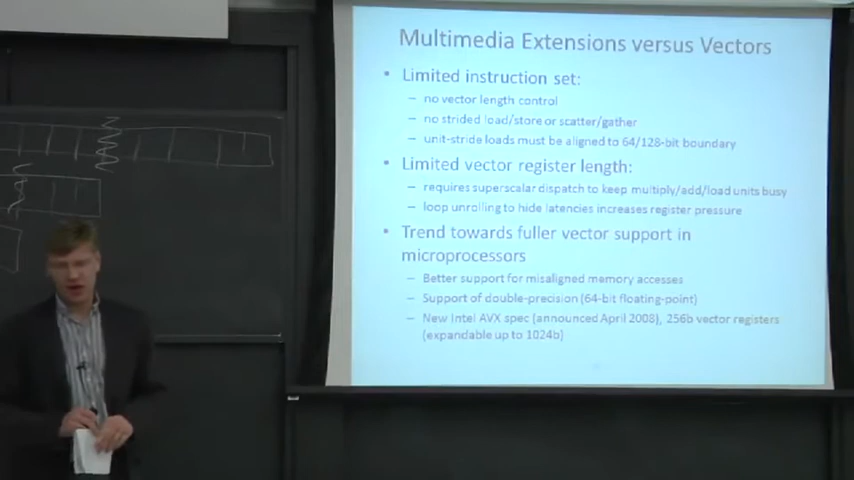 Multimedia Extensions versus Vectors
• Limited instruction set:
– no vector length control
– no strided load/store or scatter/gather
– unit-stride loads must be aligned to 64/128-bit boundary
• Limited vector register length:
– requires superscalar dispatch to keep multiply/add/load units busy
– loop unrolling to hide latencies increases register pressure
• Trend towards fuller vector support in
microprocessors
– Better support for misaligned memory accesses
– Support of double-precision (64-bit floating-point)
– New Intel AVX spec (announced April 2008), 256b vector registers
(expandable up to 1024b)